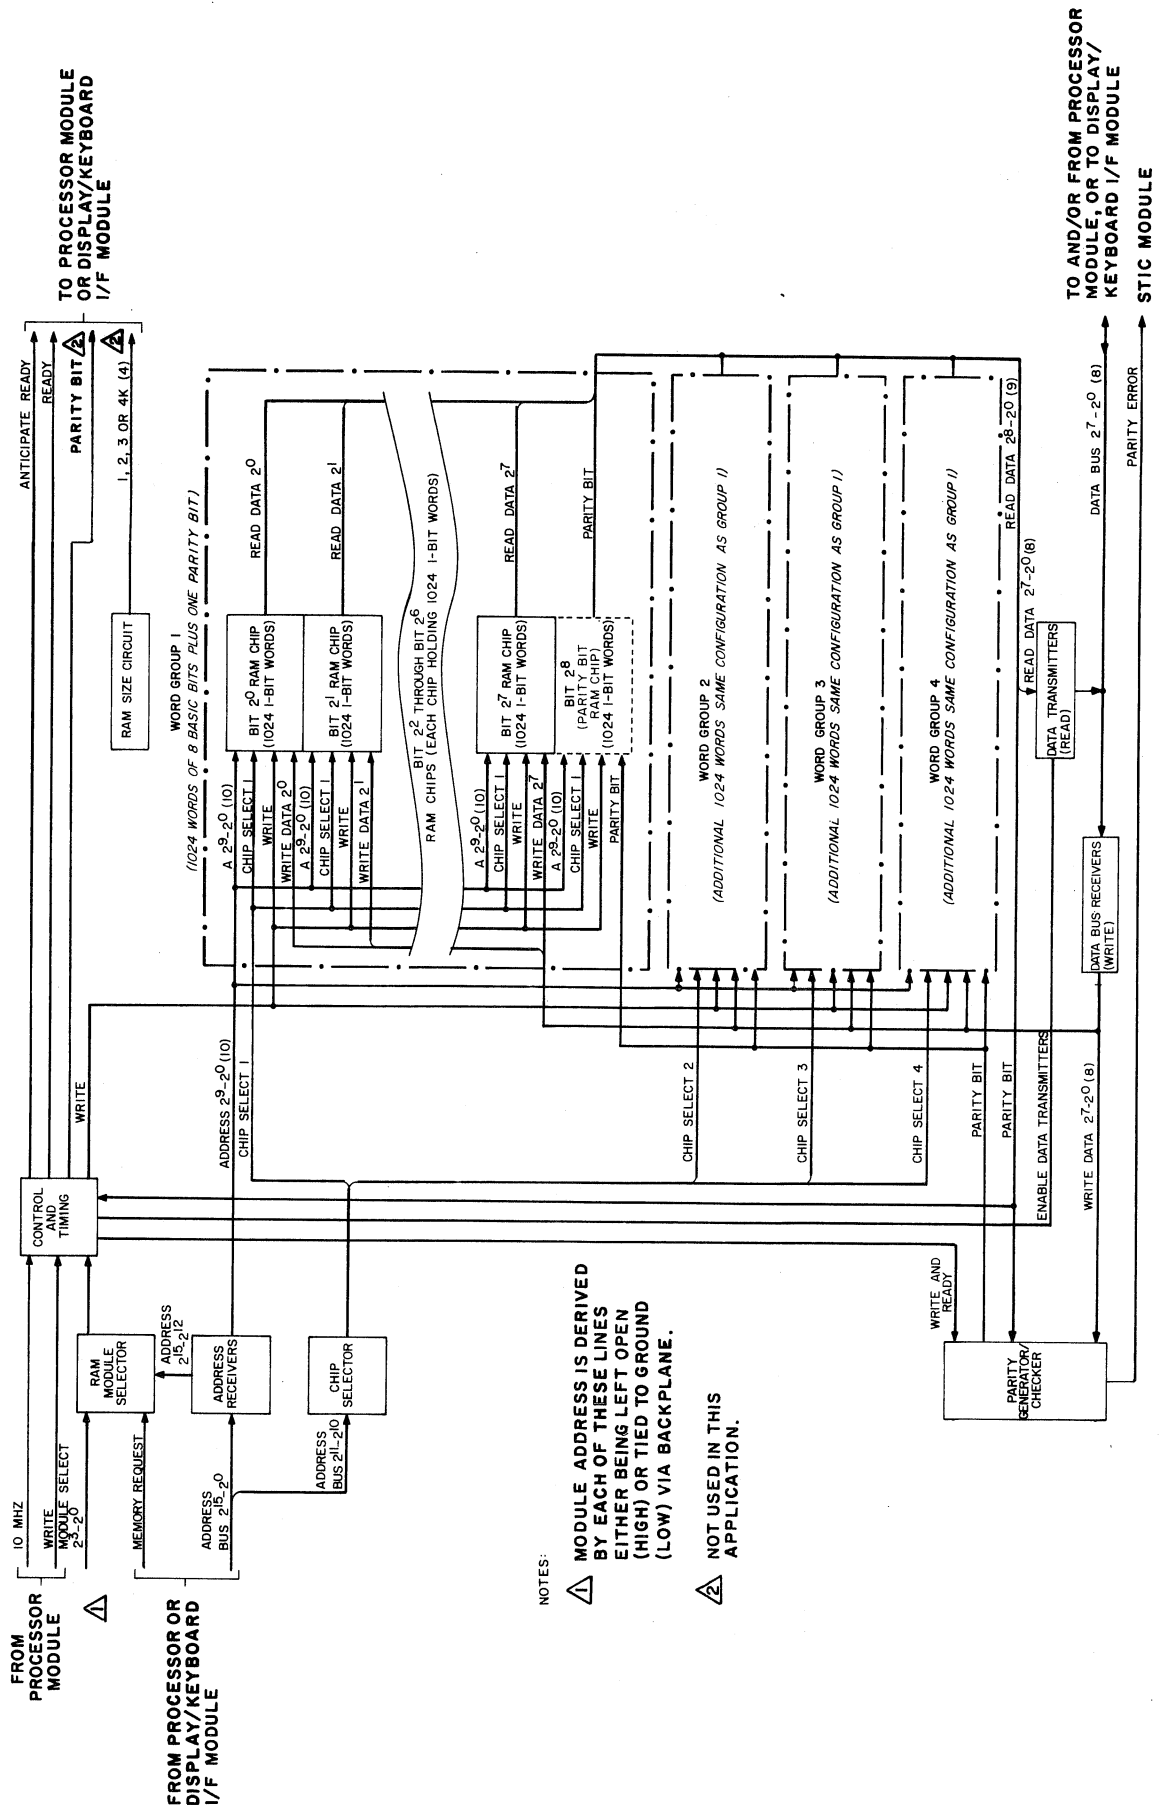 FROM
PROCESSOR
MODULE
10 MHZ
WRITE
MODULE SELECT
2³-2⁰
1
MEMORY REQUEST
ADDRESS
BUS 2¹⁵-2⁰
FROM PROCESSOR OR
DISPLAY/KEYBOARD
I/F MODULE
ADDRESS
BUS 2¹¹-2¹⁰
RAM
MODULE
SELECTOR
ADDRESS
2¹⁵-2¹²
ADDRESS
RECEIVERS
CHIP
SELECTOR
CONTROL
AND
TIMING
ANTICIPATE READY
READY
PARITY BIT
2
1, 2, 3 OR 4K (4)
2
TO PROCESSOR MODULE
OR DISPLAY/KEYBOARD
I/F MODULE
RAM SIZE CIRCUIT
WRITE
ADDRESS 2⁹-2⁰ (10)
CHIP SELECT 1
WORD GROUP 1
(1024 WORDS OF 8 BASIC BITS PLUS ONE PARITY BIT)
A 2⁹-2⁰ (10)
CHIP SELECT 1
WRITE
WRITE DATA 2⁰
A 2⁹-2⁰ (10)
CHIP SELECT 1
WRITE
WRITE DATA 2¹
BIT 2⁰ RAM CHIP
(1024 1-BIT WORDS)
BIT 2¹ RAM CHIP
(1024 1-BIT WORDS)
READ DATA 2⁰
READ DATA 2¹
BIT 2² THROUGH BIT 2⁶
RAM CHIPS (EACH CHIP HOLDING 1024 1-BIT WORDS)
A 2⁹-2⁰ (10)
CHIP SELECT 1
WRITE
WRITE DATA 2⁷
A 2⁹-2⁰ (10)
CHIP SELECT 1
WRITE
PARITY BIT
BIT 2⁷ RAM CHIP
(1024 1-BIT WORDS)
BIT 2⁸
(PARITY BIT
RAM CHIP)
(1024 1-BIT WORDS)
READ DATA 2⁷
PARITY BIT
CHIP SELECT 2
WORD GROUP 2
(ADDITIONAL 1024 WORDS SAME CONFIGURATION AS GROUP 1)
CHIP SELECT 3
WORD GROUP 3
(ADDITIONAL 1024 WORDS SAME CONFIGURATION AS GROUP 1)
CHIP SELECT 4
WORD GROUP 4
(ADDITIONAL 1024 WORDS SAME CONFIGURATION AS GROUP 1)
PARITY BIT
READ DATA 2⁸-2⁰ (9)
PARITY BIT
READ DATA 2⁷-2⁰ (8)
ENABLE DATA TRANSMITTERS
DATA TRANSMITTERS
(READ)
WRITE AND
READY
PARITY
GENERATOR/
CHECKER
WRITE DATA 2⁷-2⁰ (8)
DATA BUS RECEIVERS
(WRITE)
DATA BUS 2⁷-2⁰ (8)
TO AND/OR FROM PROCESSOR
MODULE, OR TO DISPLAY/
KEYBOARD I/F MODULE
PARITY ERROR
STIC MODULE
NOTES:
1 MODULE ADDRESS IS DERIVED
BY EACH OF THESE LINES
EITHER BEING LEFT OPEN
(HIGH) OR TIED TO GROUND
(LOW) VIA BACKPLANE.
2 NOT USED IN THIS
APPLICATION.